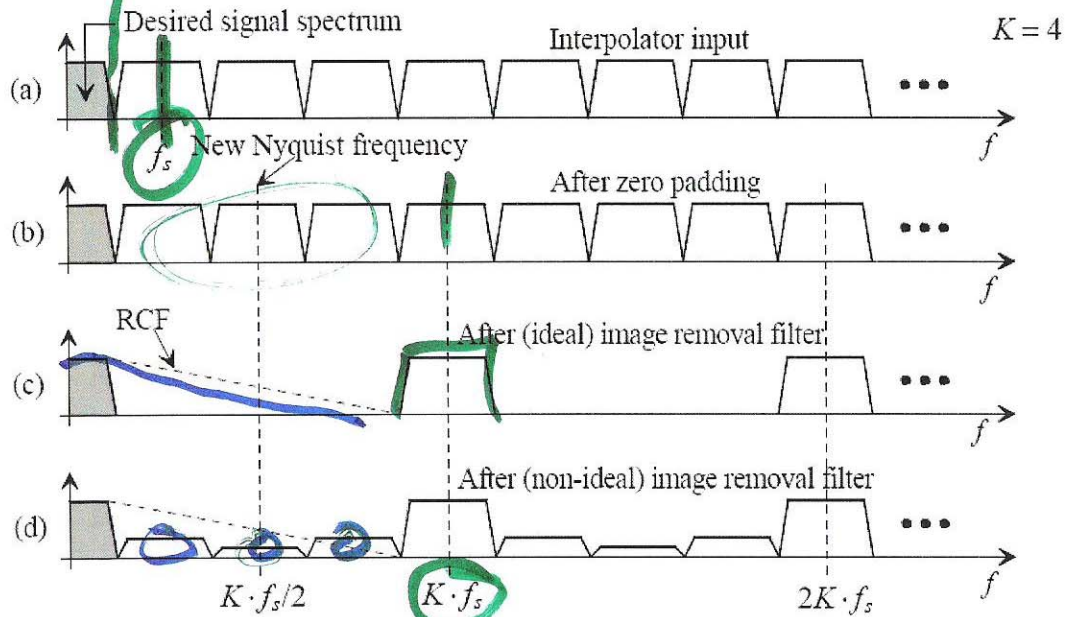 Desired signal spectrum
Interpolator input
K = 4
(a)
f
fs
New Nyquist frequency
After zero padding
(b)
f
RCF
After (ideal) image removal filter
(c)
f
After (non-ideal) image removal filter
(d)
f
K·fs/2
K·fs
2K·fs